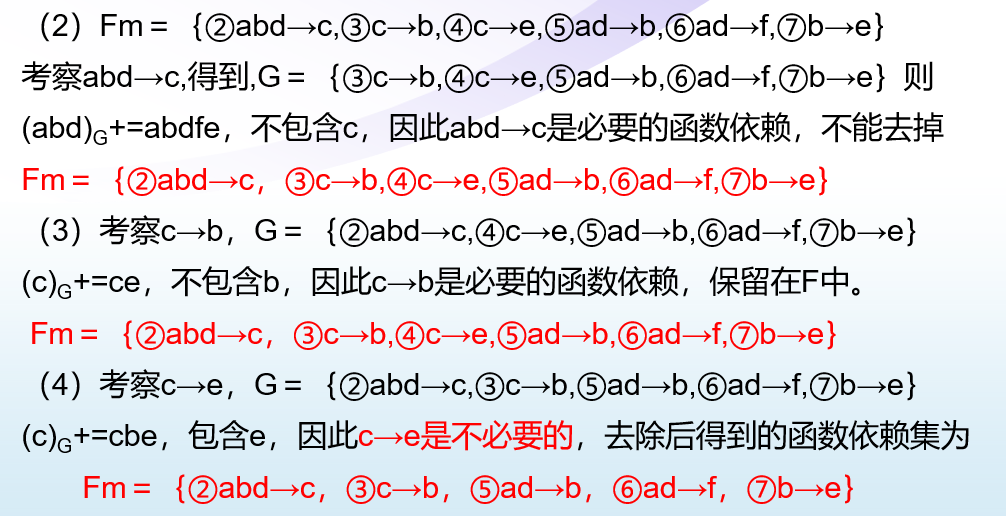 （2）Fm＝｛②abd→c,③c→b,④c→e,⑤ad→b,⑥ad→f,⑦b→e｝
考察abd→c,得到,G＝｛③c→b,④c→e,⑤ad→b,⑥ad→f,⑦b→e｝则
(abd)G+=abdfe，不包含c，因此abd→c是必要的函数依赖，不能去掉
Fm＝｛②abd→c，③c→b,④c→e,⑤ad→b,⑥ad→f,⑦b→e｝
（3）考察c→b，G＝｛②abd→c,④c→e,⑤ad→b,⑥ad→f,⑦b→e｝
(c)G+=ce，不包含b，因此c→b是必要的函数依赖，保留在F中。
Fm＝｛②abd→c，③c→b,④c→e,⑤ad→b,⑥ad→f,⑦b→e｝
（4）考察c→e，G＝｛②abd→c,③c→b,⑤ad→b,⑥ad→f,⑦b→e｝
(c)G+=cbe，包含e，因此c→e是不必要的，去除后得到的函数依赖集为
Fm＝｛②abd→c，③c→b，⑤ad→b，⑥ad→f，⑦b→e｝